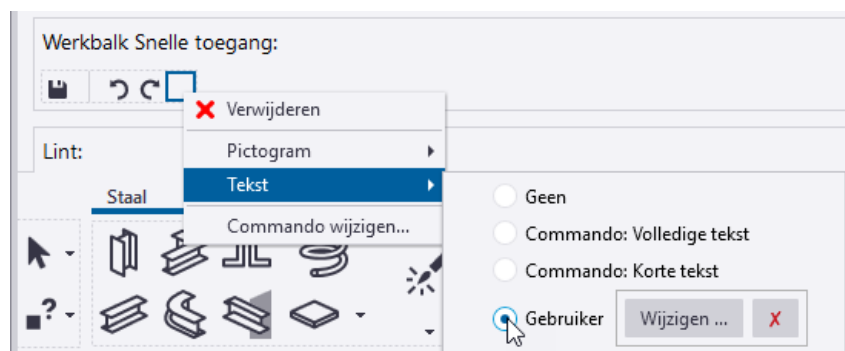 Werkbalk Snelle toegang:
Verwijderen
Lint:
Pictogram
Staal
Tekst
Geen
Commando wijzigen...
Commando: Volledige tekst
Commando: Korte tekst
Gebruiker
Wijzigen ...
X
?